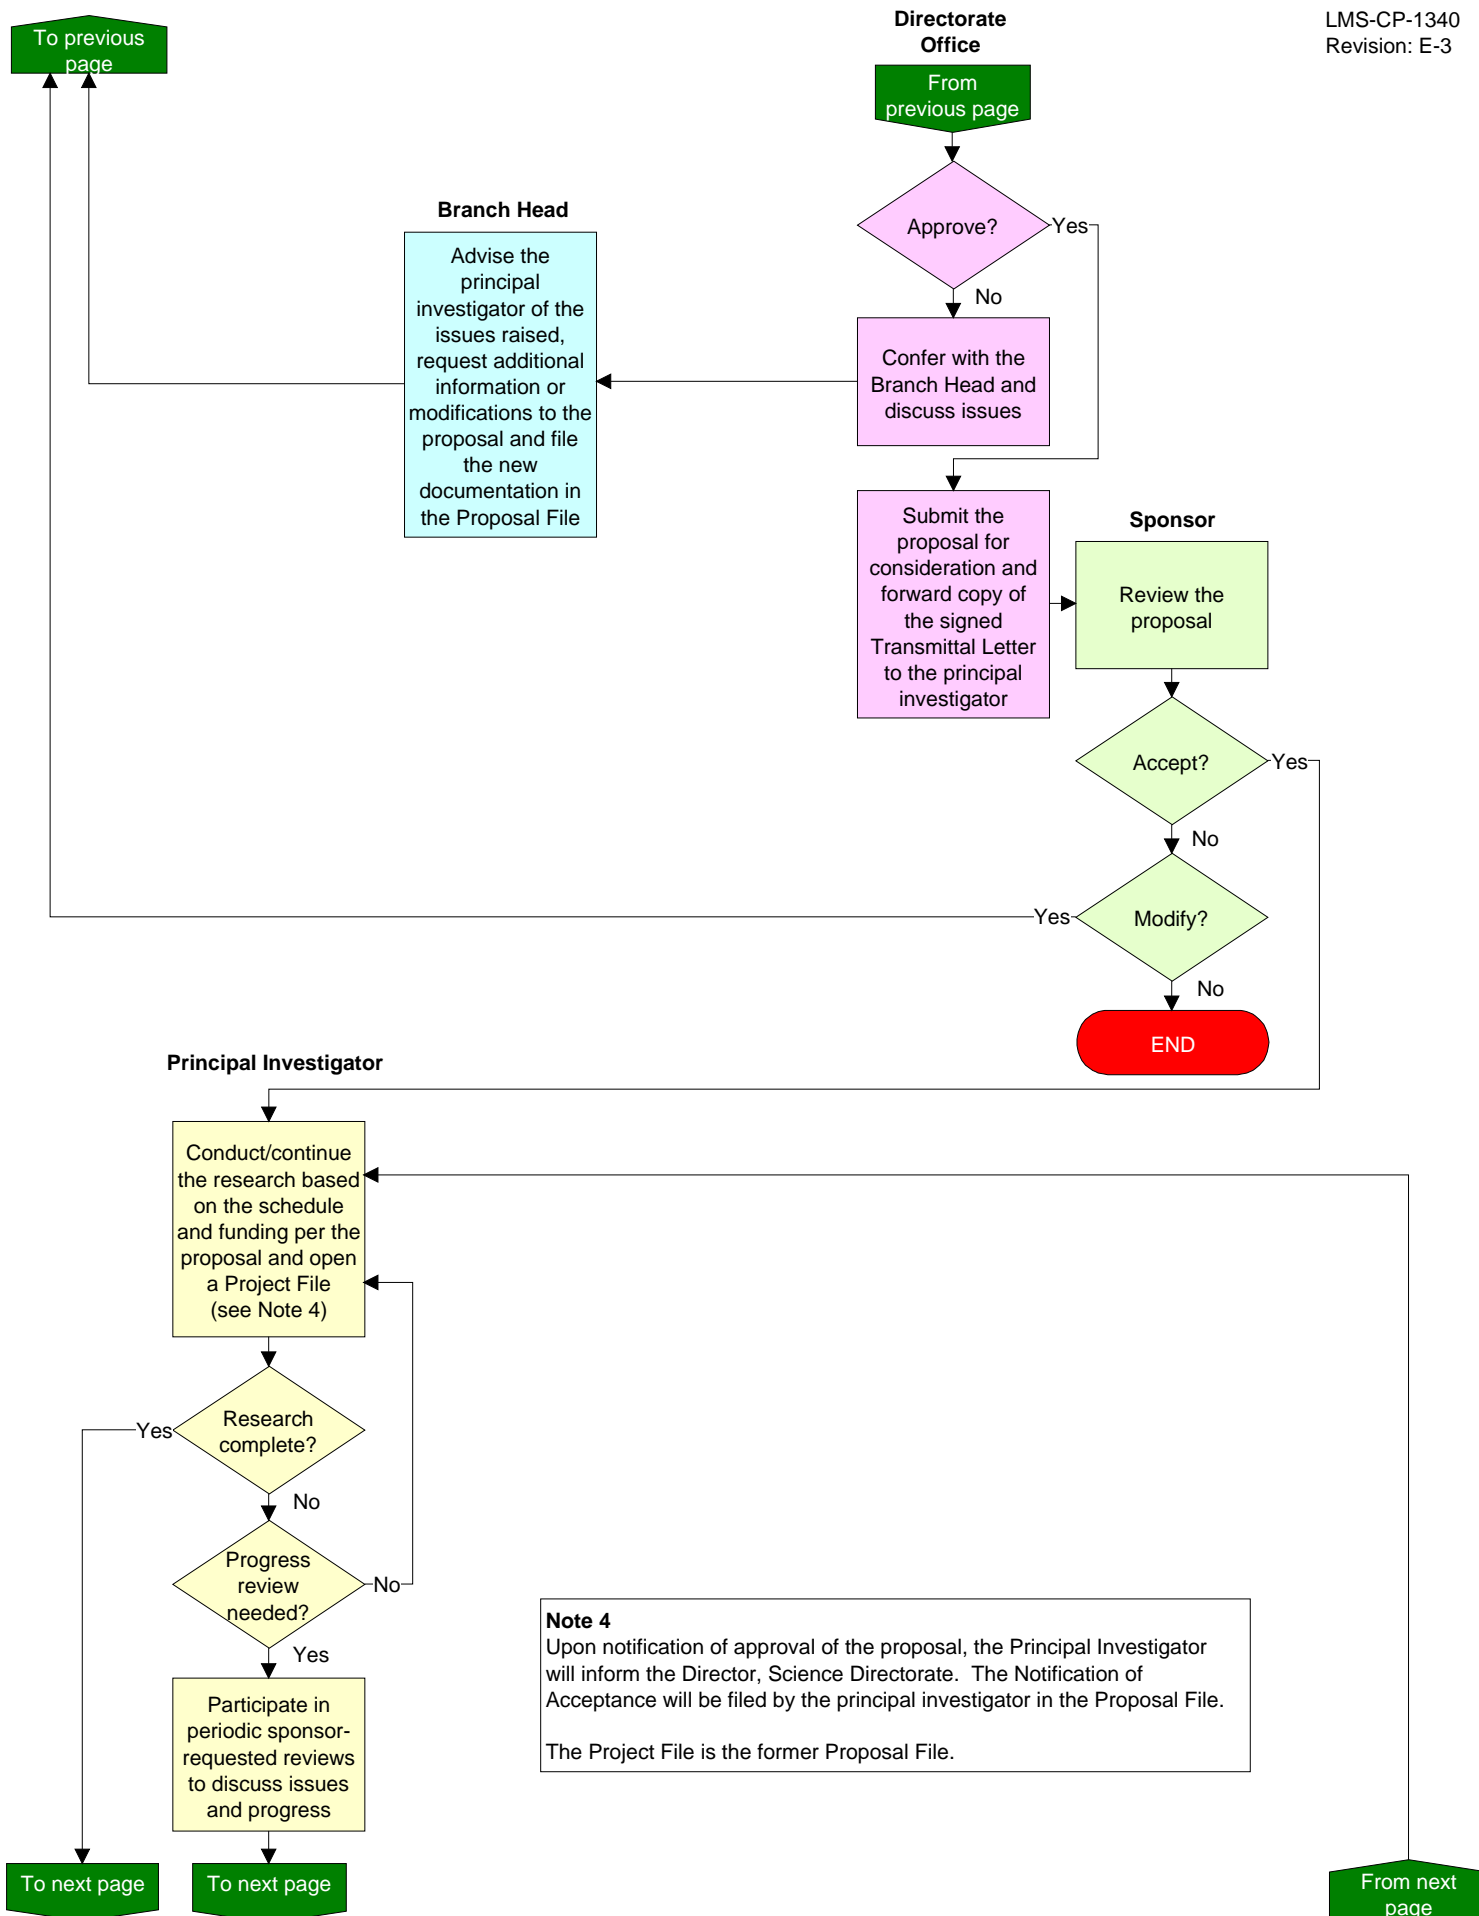 To previous
page
Directorate
Office
LMS-CP-1340
Revision: E-3
From
previous page
Approve?
Yes
No
Branch Head
Advise the
principal
investigator of the
issues raised,
request additional
information or
modifications to the
proposal and file
the new
documentation in
the Proposal File
Confer with the
Branch Head and
discuss issues
Submit the
proposal for
consideration and
forward copy of
the signed
Transmittal Letter
to the principal
investigator
Sponsor
Review the
proposal
Accept?
Yes
No
Modify?
Yes
No
END
Principal Investigator
Conduct/continue
the research based
on the schedule
and funding per the
proposal and open
a Project File
(see Note 4)
Research
complete?
Yes
No
Progress
review
needed?
No
Yes
Participate in
periodic sponsor-
requested reviews
to discuss issues
and progress
Note 4
Upon notification of approval of the proposal, the Principal Investigator
will inform the Director, Science Directorate.  The Notification of
Acceptance will be filed by the principal investigator in the Proposal File.
The Project File is the former Proposal File.
To next page
To next page
From next
page